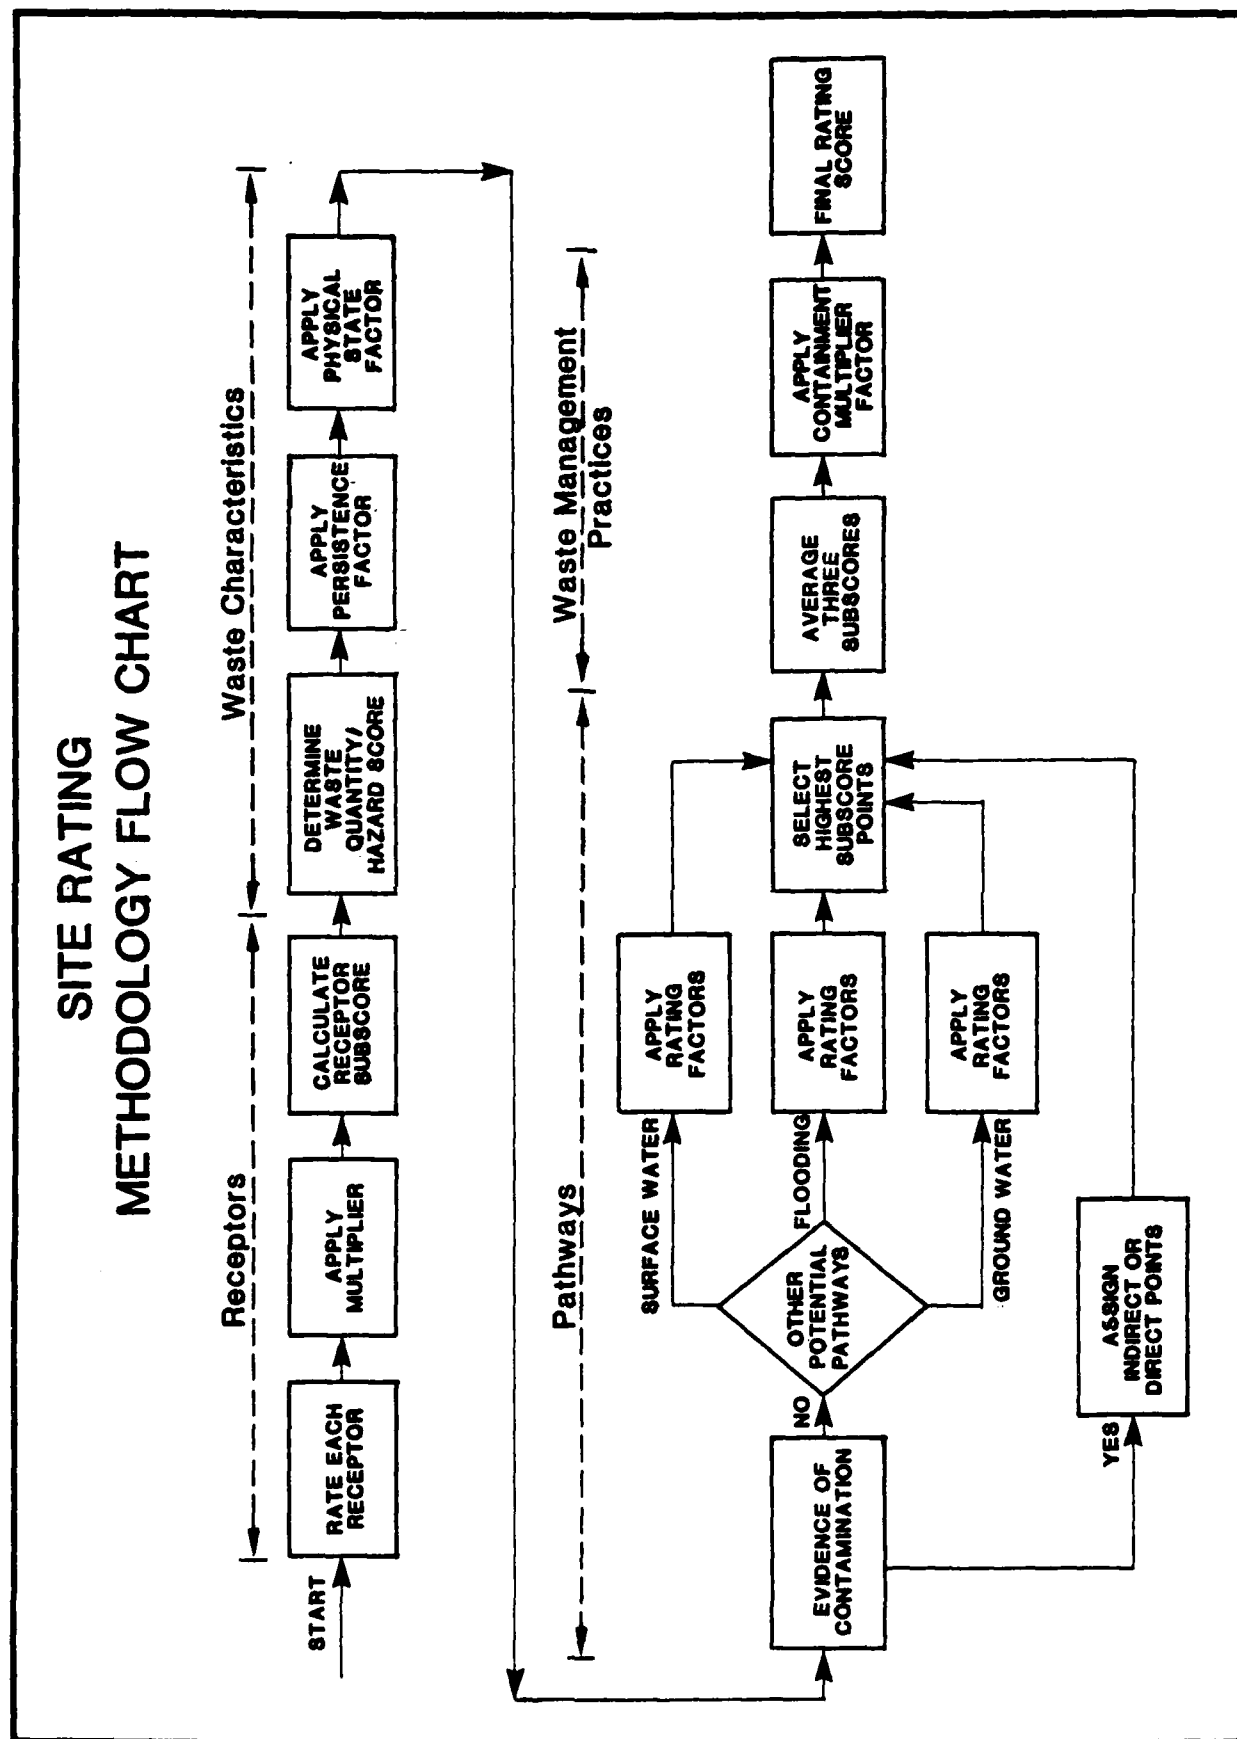 SITE RATING
METHODOLOGY FLOW CHART
Receptors
Waste Characteristics
START
RATE EACH
RECEPTOR
APPLY
MULTIPLIER
CALCULATE
RECEPTOR
SUBSCORE
DETERMINE
WASTE
QUANTITY/
HAZARD SCORE
APPLY
PERSISTENCE
FACTOR
APPLY
PHYSICAL
STATE
FACTOR
Pathways
Waste Management
Practices
EVIDENCE OF
CONTAMINATION
NO
YES
OTHER
POTENTIAL
PATHWAYS
SURFACE WATER
FLOODING
GROUND WATER
ASSIGN
INDIRECT OR
DIRECT POINTS
APPLY
RATING
FACTORS
APPLY
RATING
FACTORS
APPLY
RATING
FACTORS
SELECT
HIGHEST
SUBSCORE
POINTS
AVERAGE
THREE
SUBSCORES
APPLY
CONTAINMENT
MULTIPLIER
FACTOR
FINAL RATING
SCORE